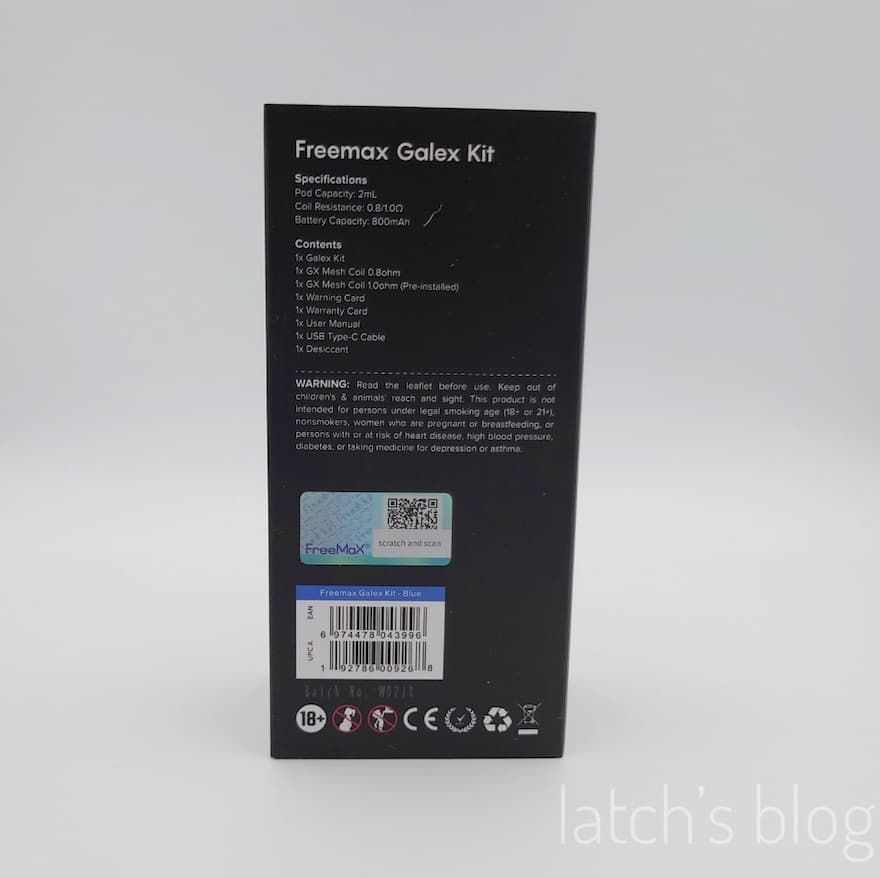 Freemax Galex Kit
Specifications
Pod Capacity: 2mL
Coil Resistance: 0.8/1.0Ω
Battery Capacity: 800mAh
Contents
1x Galex Kit
1x GX Mesh Coil 0.8ohm
1x GX Mesh Coil 1.0ohm (Pre-installed)
1x Warning Card
1x Warranty Card
1x User Manual
1x USB Type-C Cable
1x Desiccant
WARNING: Read the leaflet before use. Keep out of
children's & animals' reach and sight. This product is not
intended for persons under legal smoking age (18+ or 21+),
nonsmokers, women who are pregnant or breastfeeding, or
persons with or at risk of heart disease, high blood pressure,
diabetes, or taking medicine for depression or asthma.
FreeMaX®
scratch and scan
Freemax Galex Kit - Blue
EAN
6 974478 043996
UPC A
1 92786 00926 8
Batch No.
18+
CE
latch's blog